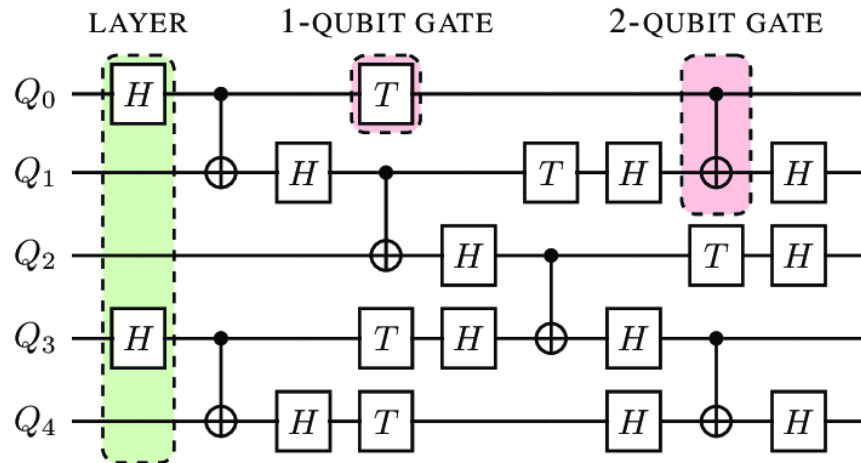 LAYER 1-QUBIT GATE 2-QUBIT GATE
Q₀ H T
Q₁ H T H H
Q₂ H T H
Q₃ H T H H
Q₄ H T H H